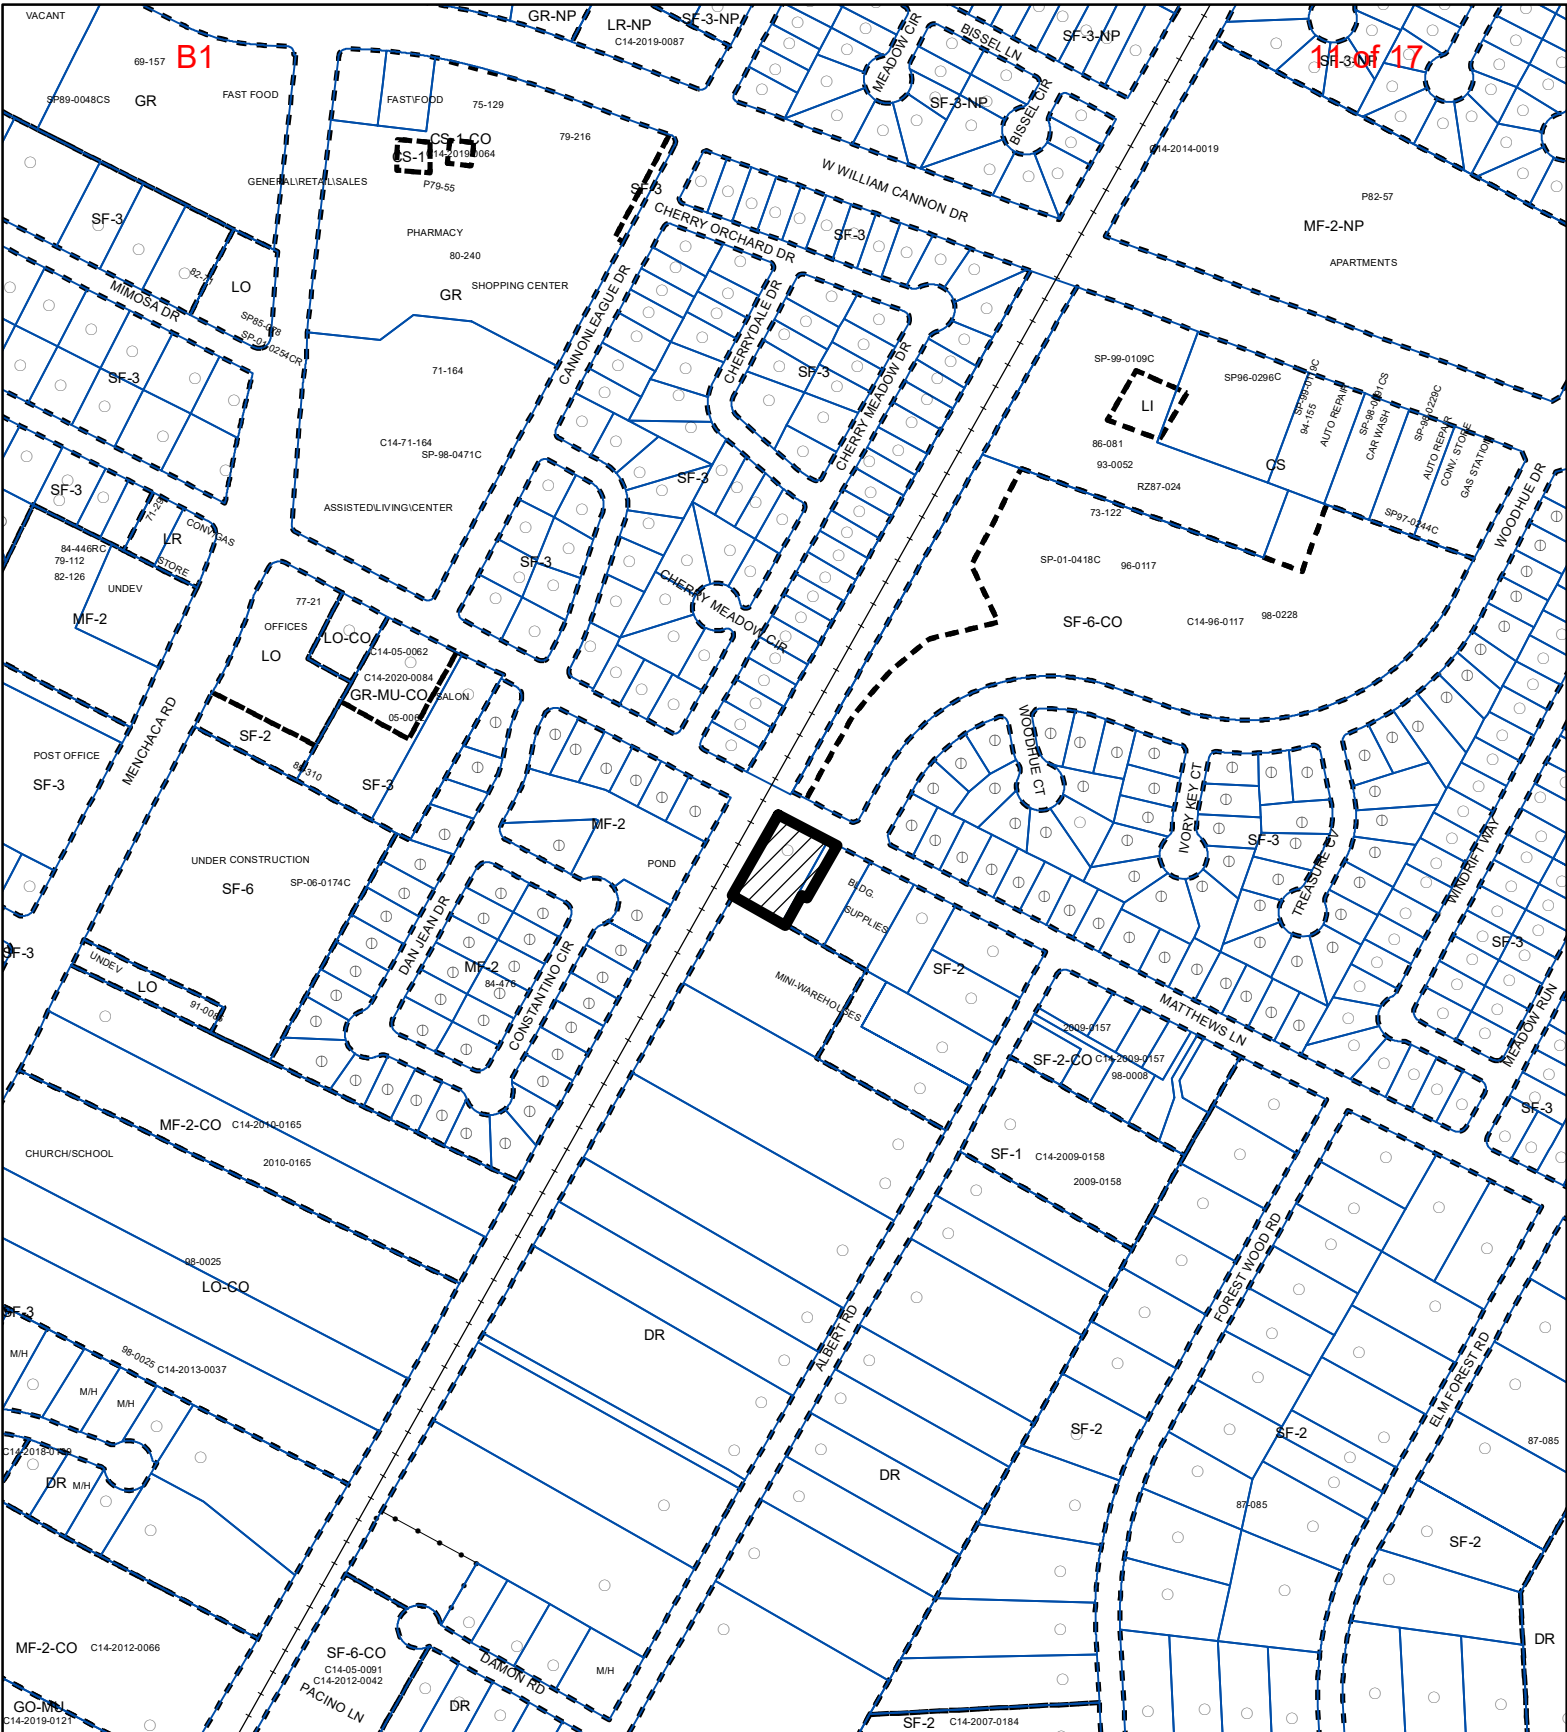 VACANT
B1
69-157
SP89-0048CS
GR
FAST FOOD
GR-NP
LR-NP
C14-2019-0087
SF-3-NP
MEADOW CIR
BISSEL LN
SF-3-NP
11 of 17
SF-3-NP
FAST FOOD
75-129
79-216
CS-1-CO
C14-2019-0064
CS-1
P79-55
SF-3-NP
BISSEL CIR
C14-2014-0019
GENERAL RETAIL SALES
SF-3
W WILLIAM CANNON DR
P82-57
MF-2-NP
APARTMENTS
SF-3
PHARMACY
80-240
SHOPPING CENTER
GR
CHERRY ORCHARD DR
SF-3
82-71
LO
MIMOSA DR
SP-01-0254CR
CANNONLEAGUE DR
CHERRYDALE DR
CHERRY MEADOW DR
SF-3
SF-3
71-164
SP-99-0109C
SP96-0296C
LI
94-155
AUTO REPAIR
CAR WASH
AUTO REPAIR
CONV. STORE
GAS STATION
C14-71-164
SP-98-0471C
86-081
93-0052
CS
RZ87-024
SF-3
SF-3
LR
CONV/GAS
STORE
ASSISTED LIVING CENTER
73-122
SP97-0244C
WOODHUE DR
84-446RC
79-112
82-126
UNDEV
MF-2
SF-3
SP-01-0418C
96-0117
SF-6-CO
C14-96-0117
98-0228
CHERRY MEADOW CIR
77-21
OFFICES
LO
LO-CO
C14-05-0062
C14-2020-0084
GR-MU-CO
SALON
MENCHACA RD
SF-2
POST OFFICE
SF-3
SF-3
WOODHUE CT
IVORY KEY CT
TREASURE CV
WINDRIFT WAY
SF-3
MF-2
POND
UNDER CONSTRUCTION
SF-6
SP-06-0174C
BLDG.
SUPPLIES
DAN JEAN DR
CONSTANTINO CIR
MF-2
84-476
SF-3
UNDEV
LO
MINI-WAREHOUSES
SF-2
SF-3
MATTHEWS LN
MEADOW RUN
2009-0157
SF-2-CO
C14-2009-0157
98-0008
SF-3
MF-2-CO
C14-2010-0165
2010-0165
CHURCH/SCHOOL
SF-1
C14-2009-0158
2009-0158
98-0025
LO-CO
SF-3
FOREST WOOD RD
ALBERT RD
ELM FOREST RD
DR
M/H
98-0025
C14-2013-0037
M/H
M/H
DR
M/H
DR
SF-2
SF-2
87-085
87-085
SF-2
DR
MF-2-CO
C14-2012-0066
SF-6-CO
C14-05-0091
C14-2012-0042
PACINO LN
DAMON RD
M/H
DR
GO-MU
C14-2019-0121
SF-2
C14-2007-0184